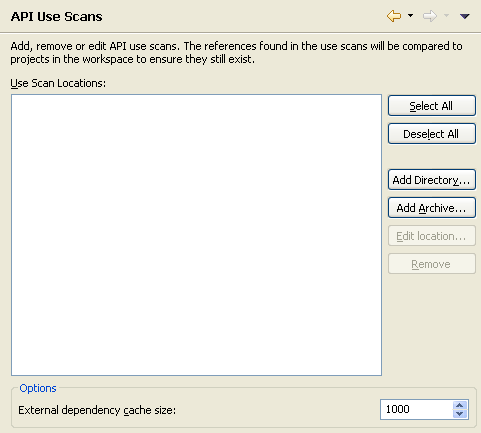 API Use Scans
Add, remove or edit API use scans. The references found in the use scans will be compared to
projects in the workspace to ensure they still exist.
Use Scan Locations:
Select All
Deselect All
Add Directory...
Add Archive...
Edit location...
Remove
Options
External dependency cache size:
1000